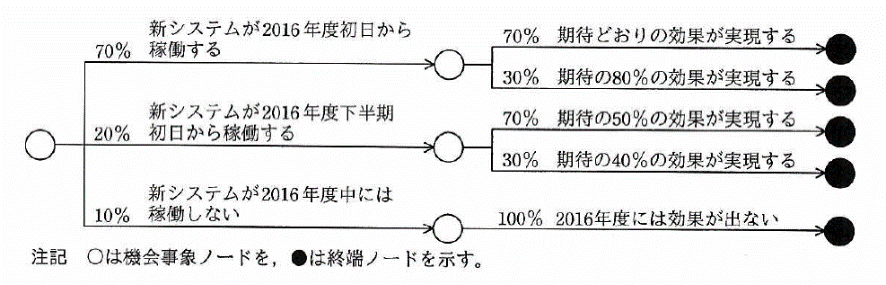 新システムが2016年度初日から
70% 稼働する
70% 期待どおりの効果が実現する
30% 期待の80%の効果が実現する
新システムが2016年度下半期
20% 初日から稼働する
70% 期待の50%の効果が実現する
30% 期待の40%の効果が実現する
新システムが2016年度中には
10% 稼働しない
100% 2016年度には効果が出ない
注記 ○は機会事象ノードを,●は終端ノードを示す。